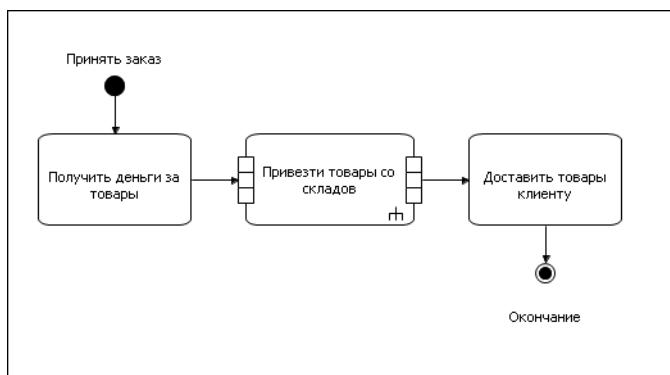 Принять заказ
Получить деньги за
товары
Привезти товары со
складов
Доставить товары
клиенту
Окончание